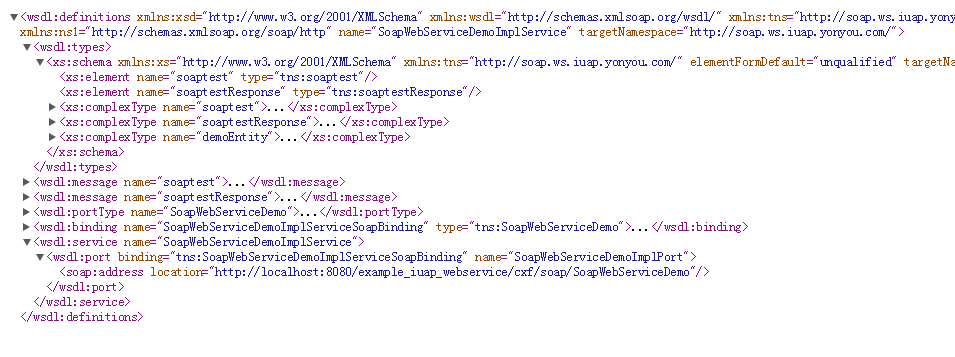 ▼<wsdl:definitions xmlns:xsd="http://www.w3.org/2001/XMLSchema" xmlns:wsdl="http://schemas.xmlsoap.org/wsdl/" xmlns:tns="http://soap.ws.iuap.yonyo
xmlns:ns1="http://schemas.xmlsoap.org/soap/http" name="SoapWebServiceDemoImplService" targetNamespace="http://soap.ws.iuap.yonyou.com/">
▼<wsdl:types>
▼<xs:schema xmlns:xs="http://www.w3.org/2001/XMLSchema" xmlns:tns="http://soap.ws.iuap.yonyou.com/" elementFormDefault="unqualified" targetNa
<xs:element name="soaptest" type="tns:soaptest"/>
<xs:element name="soaptestResponse" type="tns:soaptestResponse"/>
▶<xs:complexType name="soaptest">...</xs:complexType>
▶<xs:complexType name="soaptestResponse">...</xs:complexType>
▶<xs:complexType name="demoEntity">...</xs:complexType>
</xs:schema>
</wsdl:types>
▶<wsdl:message name="soaptest">...</wsdl:message>
▶<wsdl:message name="soaptestResponse">...</wsdl:message>
▶<wsdl:portType name="SoapWebServiceDemo">...</wsdl:portType>
▶<wsdl:binding name="SoapWebServiceDemoImplServiceSoapBinding" type="tns:SoapWebServiceDemo">...</wsdl:binding>
▼<wsdl:service name="SoapWebServiceDemoImplService">
▼<wsdl:port binding="tns:SoapWebServiceDemoImplServiceSoapBinding" name="SoapWebServiceDemoImplPort">
<soap:address location="http://localhost:8080/example_iuap_webservice/cxf/soap/SoapWebServiceDemo"/>
</wsdl:port>
</wsdl:service>
</wsdl:definitions>